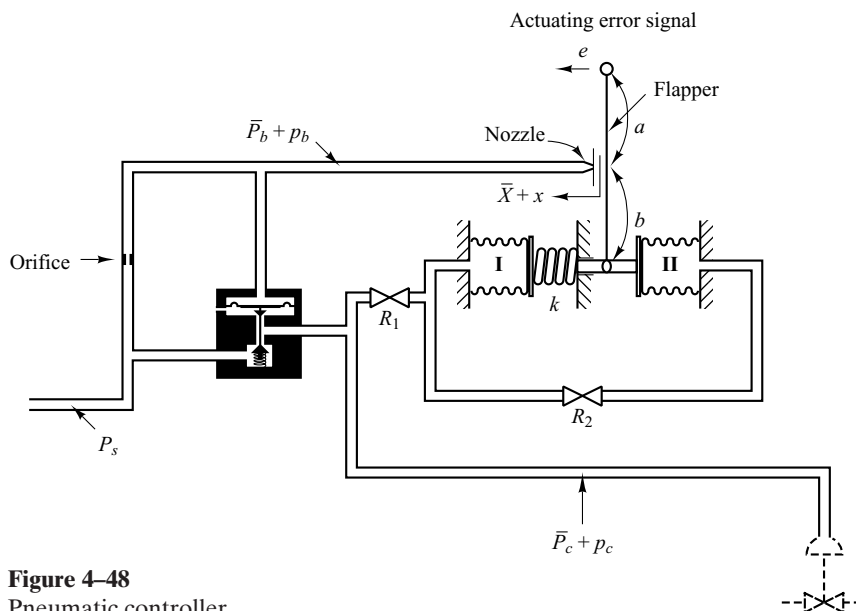 Actuating error signal
e
Flapper
a
Nozzle
P̄b + pb
X̄ + x
b
Orifice
I
II
k
R1
R2
Ps
P̄c + pc
Figure 4–48
Pneumatic controller